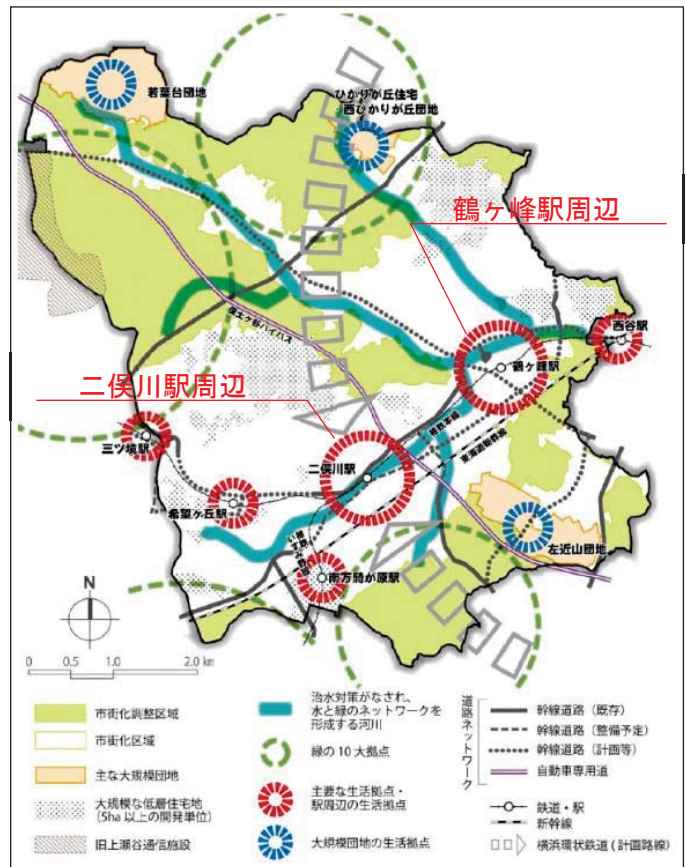 若葉台団地
ひかりが丘住宅
西ひかりが丘団地
鶴ヶ峰駅周辺
西谷駅
保土ヶ谷バイパス
鶴ヶ峰駅
二俣川駅周辺
相鉄本線
東海道新幹線
三ツ境駅
二俣川駅
希望ヶ丘駅
相鉄
いずみ野線
左近山団地
南万騎が原駅
N
0 0.5 1.0 2.0 km
市街化調整区域
市街化区域
主な大規模団地
大規模な低層住宅地
(5ha 以上の開発単位)
旧上瀬谷通信施設
治水対策がなされ、
水と緑のネットワークを
形成する河川
緑の10大拠点
主要な生活拠点・
駅周辺の生活拠点
大規模団地の生活拠点
道路ネットワーク
幹線道路(既存)
幹線道路(整備予定)
幹線道路(計画等)
自動車専用道
鉄道・駅
新幹線
横浜環状鉄道(計画路線)